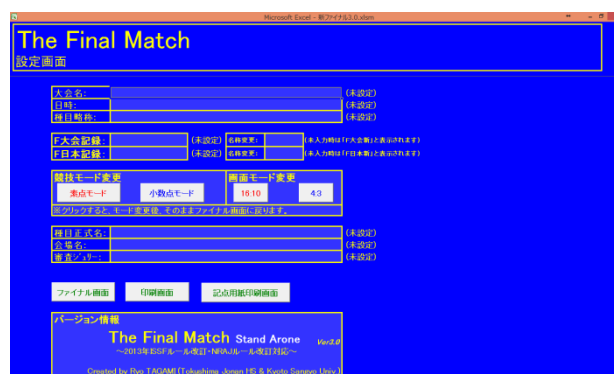 Microsoft Excel - 新ファイナル3.0.xlsm
The Final Match
設定画面
大会名: (未設定)
日時: (未設定)
種目略称: (未設定)
F大会記録: (未設定) 名称変更: (未入力時は「F大会新」と表示されます)
F日本記録: (未設定) 名称変更: (未入力時は「F日本新」と表示されます)
競技モード変更 画面モード変更
整点モード 小数点モード 16:10 4:3
※クリックすると、モード変更後、そのままファイナル画面に戻ります。
種目正式名: (未設定)
会場名: (未設定)
審査ジュリー: (未設定)
ファイナル画面 印刷画面 記点用紙印刷画面
バージョン情報
The Final Match Stand Arone Ver3.0
~2013年ISSFルール改訂・NRAJルール改訂対応~
Created by Ryo TAGAMI (Tokushima Jonan HS & Kyoto Sangyo Univ.)